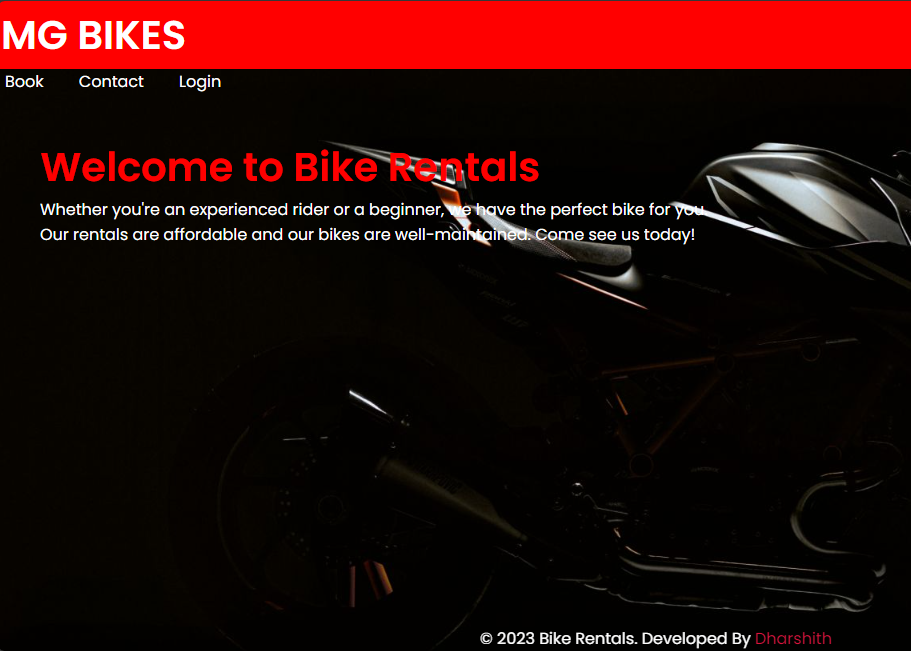 MG BIKES
Book Contact Login
Welcome to Bike Rentals
Whether you're an experienced rider or a beginner, we have the perfect bike for you
Our rentals are affordable and our bikes are well-maintained. Come see us today!
© 2023 Bike Rentals. Developed By Dharshith